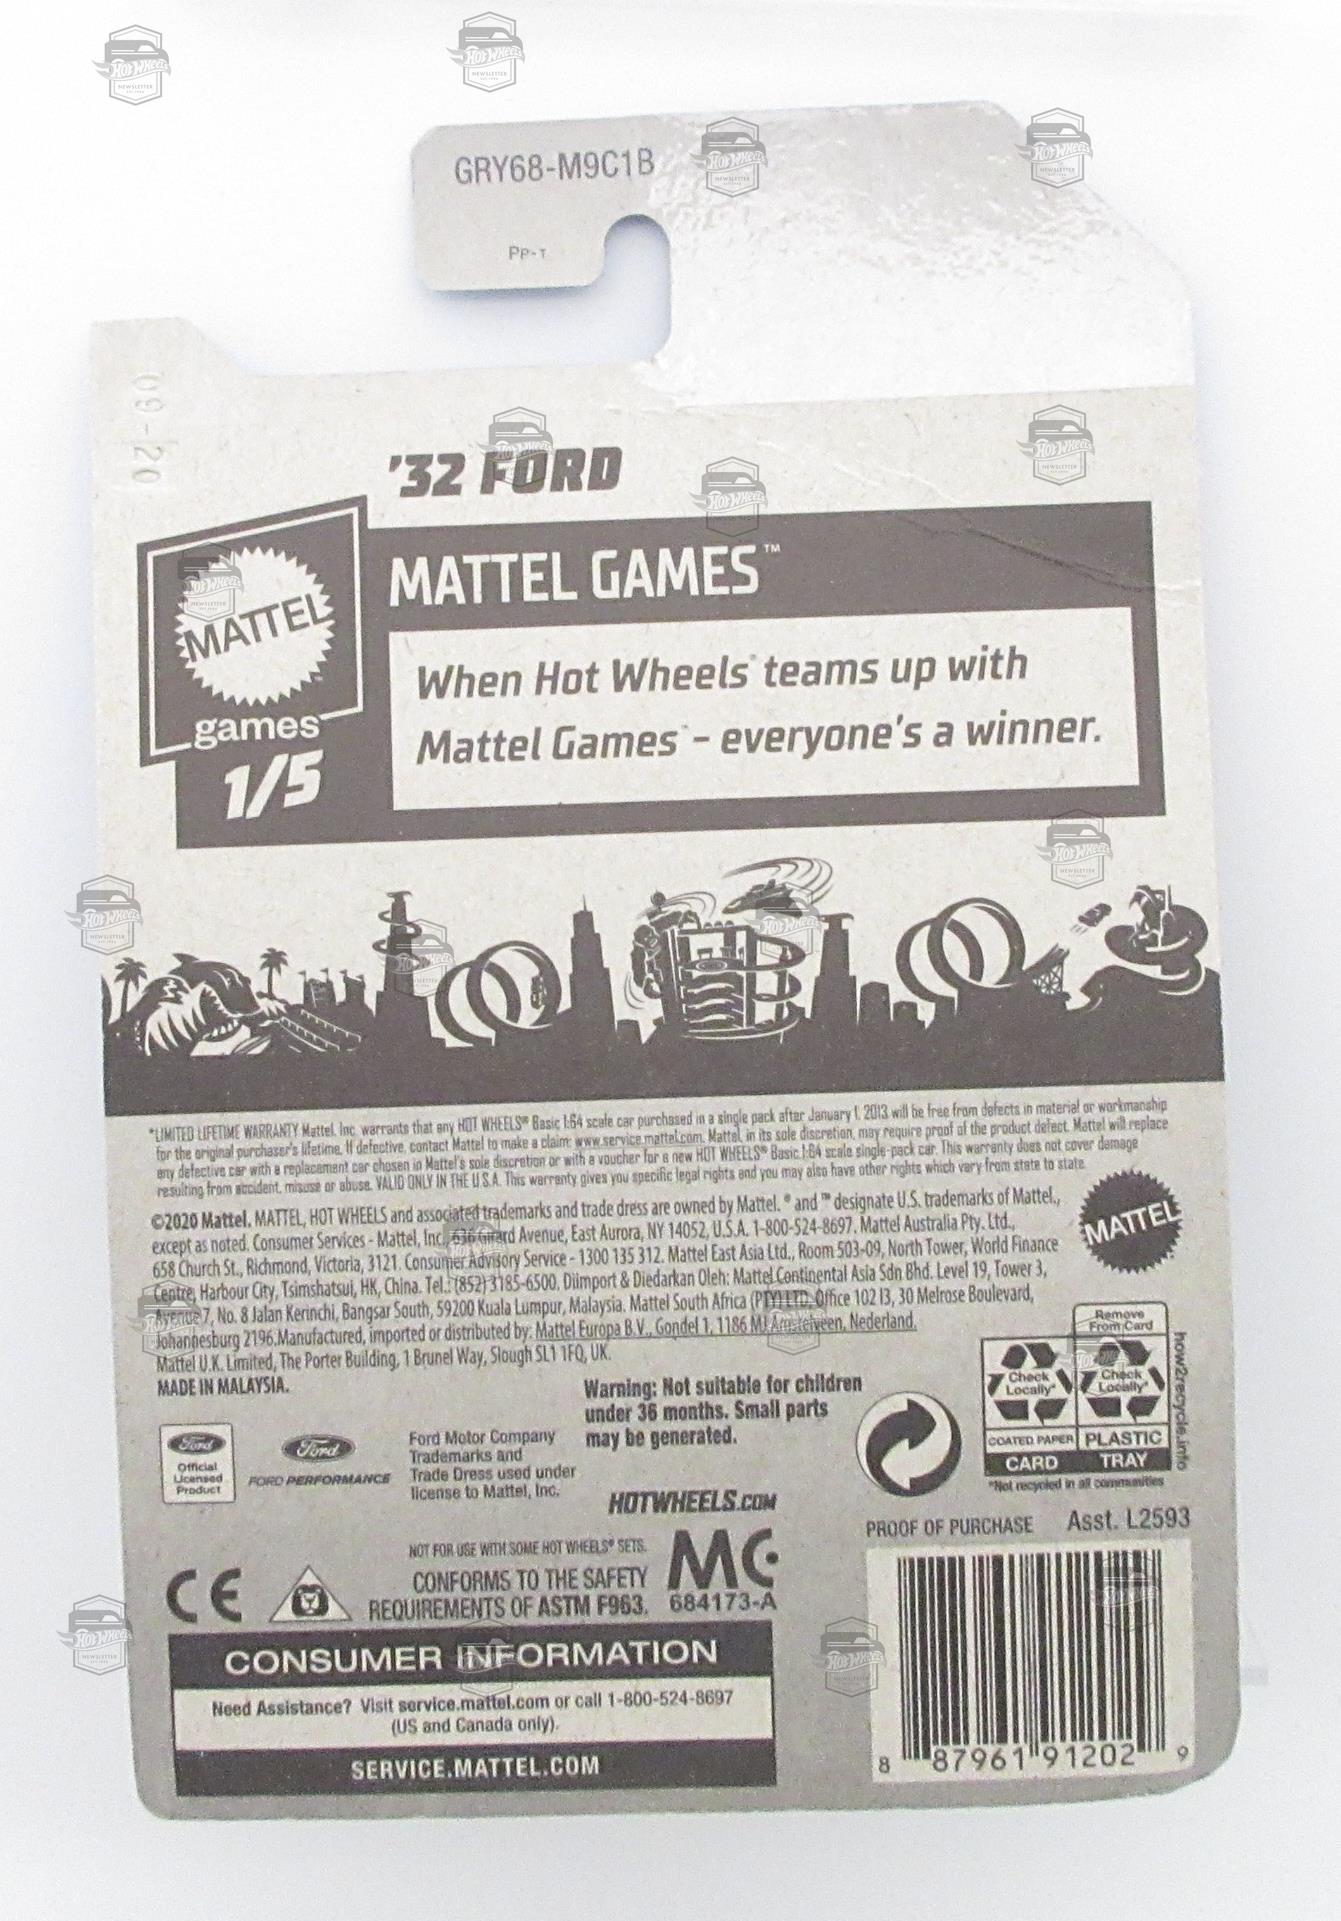 GRY68-M9C1B
PP-T
09-20
'32 FORD
MATTEL GAMES™
MATTEL
games
1/5
When Hot Wheels® teams up with
Mattel Games™ – everyone's a winner.
*LIMITED LIFETIME WARRANTY Mattel, Inc. warrants that any HOT WHEELS® Basic 1:64 scale car purchased in a single pack after January 1, 2013 will be free from defects in material or workmanship
for the original purchaser's lifetime. If defective, contact Mattel to make a claim: www.service.mattel.com. Mattel, in its sole discretion, may require proof of the product defect. Mattel will replace
any defective car with a replacement car chosen in Mattel's sole discretion or with a voucher for a new HOT WHEELS® Basic 1:64 scale single-pack car. This warranty does not cover damage
resulting from accident, misuse or abuse. VALID ONLY IN THE U.S.A. This warranty gives you specific legal rights and you may also have other rights which vary from state to state.
©2020 Mattel. MATTEL, HOT WHEELS and associated trademarks and trade dress are owned by Mattel. ® and ™ designate U.S. trademarks of Mattel,
except as noted. Consumer Services - Mattel, Inc., 636 Girard Avenue, East Aurora, NY 14052, U.S.A. 1-800-524-8697. Mattel Australia Pty. Ltd.,
658 Church St., Richmond, Victoria, 3121. Consumer Advisory Service - 1300 135 312. Mattel East Asia Ltd., Room 503-09, North Tower, World Finance
Centre, Harbour City, Tsimshatsui, HK, China. Tel.: (852) 3185-6500. Diimport & Diedarkan Oleh: Mattel Continental Asia Sdn Bhd. Level 19, Tower 3,
Avenue 7, No. 8 Jalan Kerinchi, Bangsar South, 59200 Kuala Lumpur, Malaysia. Mattel South Africa (PTY) LTD. Office 102 I3, 30 Melrose Boulevard,
Johannesburg 2196.Manufactured, imported or distributed by: Mattel Europa B.V., Gondel 1, 1186 MJ Amstelveen, Nederland.
Mattel U.K. Limited, The Porter Building, 1 Brunel Way, Slough SL1 1FQ, UK.
MADE IN MALAYSIA.
MATTEL
Warning: Not suitable for children
under 36 months. Small parts
may be generated.
Ford
Official
Licensed
Product
Ford
FORD PERFORMANCE
Ford Motor Company
Trademarks and
Trade Dress used under
license to Mattel, Inc.
HOTWHEELS.COM
Remove
From Card
Check
Locally*
Check
Locally*
COATED PAPER
PLASTIC
CARD
TRAY
*Not recycled in all communities
how2recycle.info
PROOF OF PURCHASE
Asst. L2593
NOT FOR USE WITH SOME HOT WHEELS® SETS.
CONFORMS TO THE SAFETY
REQUIREMENTS OF ASTM F963.
CE
MC
684173-A
CONSUMER INFORMATION
Need Assistance? Visit service.mattel.com or call 1-800-524-8697
(US and Canada only).
SERVICE.MATTEL.COM
8 87961 91202 9